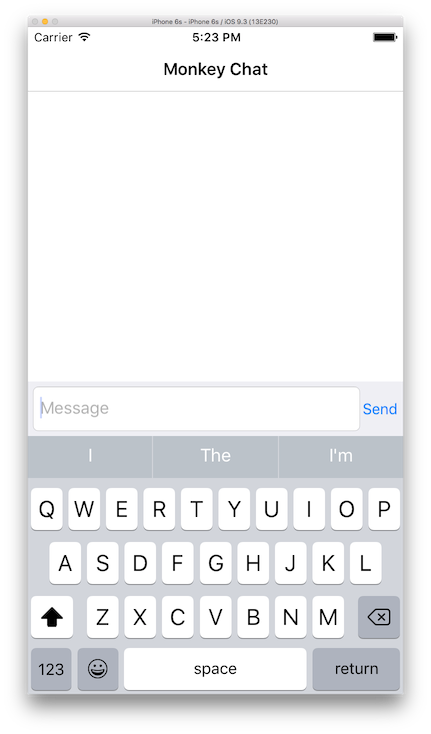 iPhone 6s - iPhone 6s / iOS 9.3 (13E230)
Carrier 5:23 PM
Monkey Chat
Message Send
I The I'm
Q W E R T Y U I O P
A S D F G H J K L
Z X C V B N M
123 space return